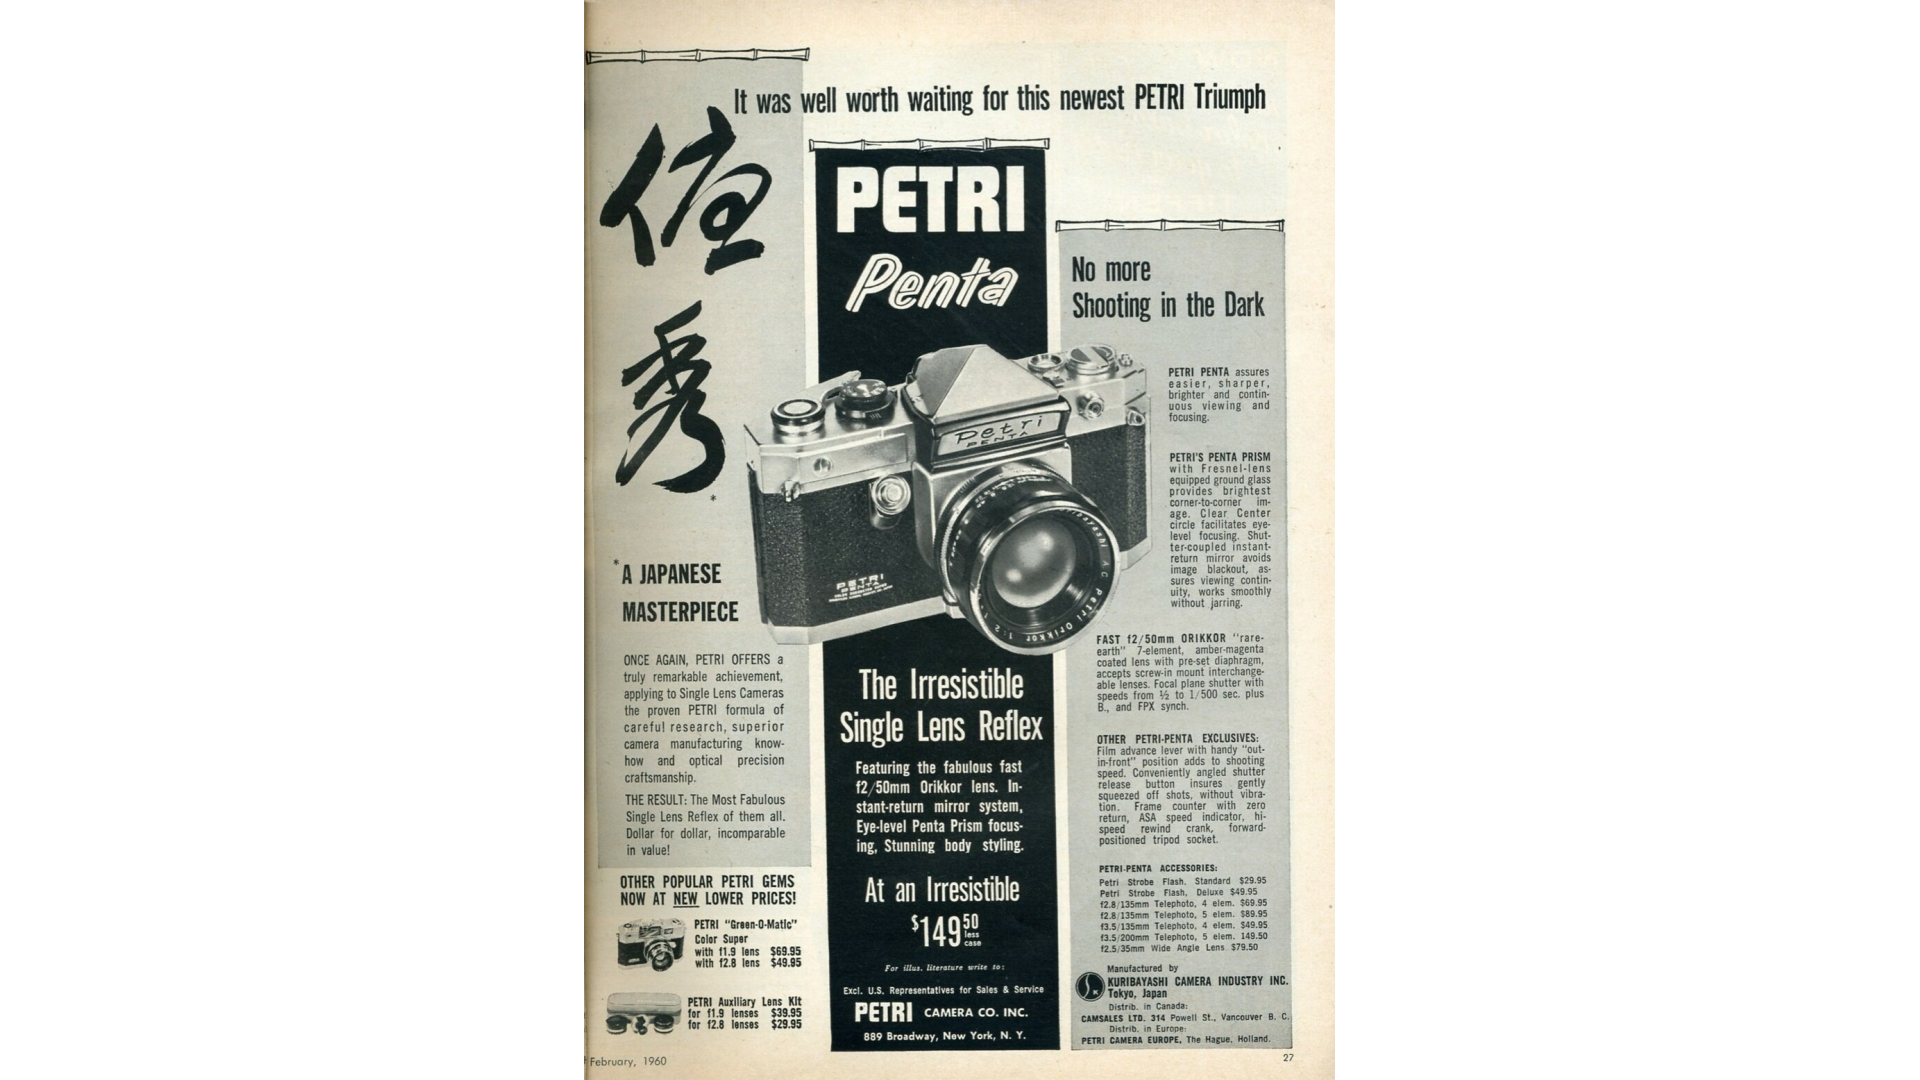 It was well worth waiting for this newest PETRI Triumph
秀
*
*A JAPANESE
MASTERPIECE
ONCE AGAIN, PETRI OFFERS a
truly remarkable achievement,
applying to Single Lens Cameras
the proven PETRI formula of
careful research, superior
camera manufacturing know-
how and optical precision
craftsmanship.
THE RESULT: The Most Fabulous
Single Lens Reflex of them all.
Dollar for dollar, incomparable
in value!
OTHER POPULAR PETRI GEMS
NOW AT NEW LOWER PRICES!
PETRI "Green-O-Matic"
Color Super
with f1.9 lens $69.95
with f2.8 lens $49.95
PETRI Auxiliary Lens Kit
for f1.9 lenses $39.95
for f2.8 lenses $29.95
PETRI
Penta
Petri
PENTA
PETRI
PENTA
A.C. Petri Orikkor 1:2
The Irresistible
Single Lens Reflex
Featuring the fabulous fast
f2/50mm Orikkor lens. In-
stant-return mirror system,
Eye-level Penta Prism focus-
ing, Stunning body styling.
At an Irresistible
$149.50 less case
For illus. literature write to:
Excl. U.S. Representatives for Sales & Service
PETRI CAMERA CO. INC.
889 Broadway, New York, N. Y.
No more
Shooting in the Dark
PETRI PENTA assures
easier, sharper,
brighter and contin-
uous viewing and
focusing.
PETRI'S PENTA PRISM
with Fresnel-lens
equipped ground glass
provides brightest
corner-to-corner im-
age. Clear Center
circle facilitates eye-
level focusing. Shut-
ter-coupled instant-
return mirror avoids
image blackout, as-
sures viewing contin-
uity, works smoothly
without jarring.
FAST f2/50mm ORIKKOR "rare-
earth" 7-element, amber-magenta
coated lens with pre-set diaphragm,
accepts screw-in mount interchange-
able lenses. Focal plane shutter with
speeds from ½ to 1/500 sec. plus
B., and FPX synch.
OTHER PETRI-PENTA EXCLUSIVES:
Film advance lever with handy "out-
in-front" position adds to shooting
speed. Conveniently angled shutter
release button insures gently
squeezed off shots, without vibra-
tion. Frame counter with zero
return, ASA speed indicator, hi-
speed rewind crank, forward-
positioned tripod socket.
PETRI-PENTA ACCESSORIES:
Petri Strobe Flash. Standard $29.95
Petri Strobe Flash, Deluxe $49.95
f2.8/135mm Telephoto, 4 elem. $69.95
f2.8/135mm Telephoto, 5 elem. $89.95
f3.5/135mm Telephoto, 4 elem. $49.95
f3.5/200mm Telephoto, 5 elem. 149.50
f2.5/35mm Wide Angle Lens $79.50
Manufactured by
KURIBAYASHI CAMERA INDUSTRY INC.
Tokyo, Japan
Distrib. in Canada:
CAMSALES LTD. 314 Powell St., Vancouver B. C.
Distrib. in Europe:
PETRI CAMERA EUROPE, The Hague, Holland.
February, 1960
27